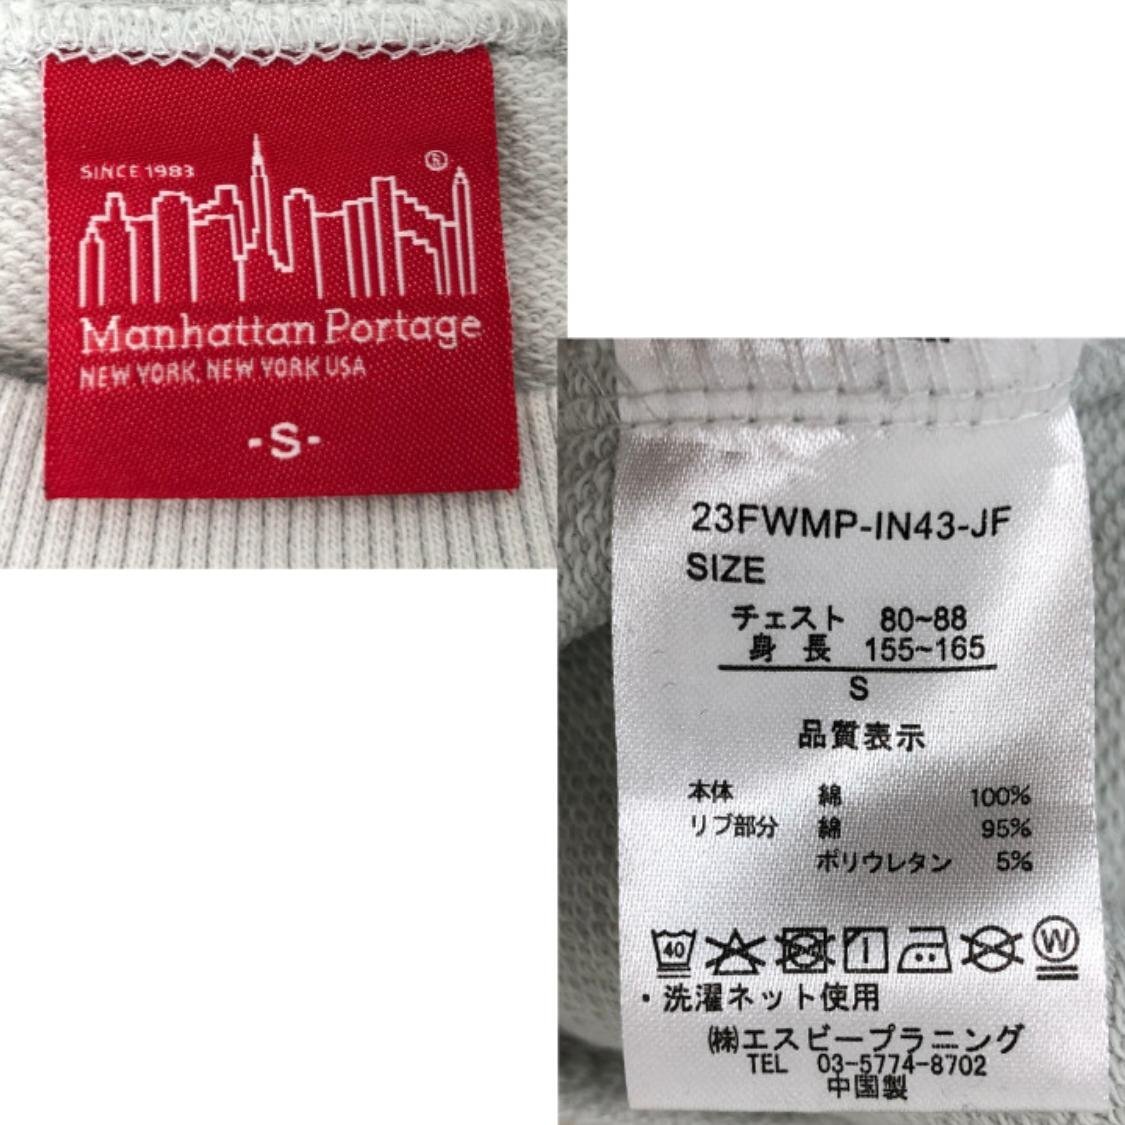 SINCE 1983
®
Manhattan Portage
NEW YORK, NEW YORK USA
-S-
23FWMP-IN43-JF
SIZE
チェスト 80~88
身長 155~165
S
品質表示
本体 綿 100%
リブ部分 綿 95%
ポリウレタン 5%
40
W
・洗濯ネット使用
㈱エスビープラニング
TEL 03-5774-8702
中国製